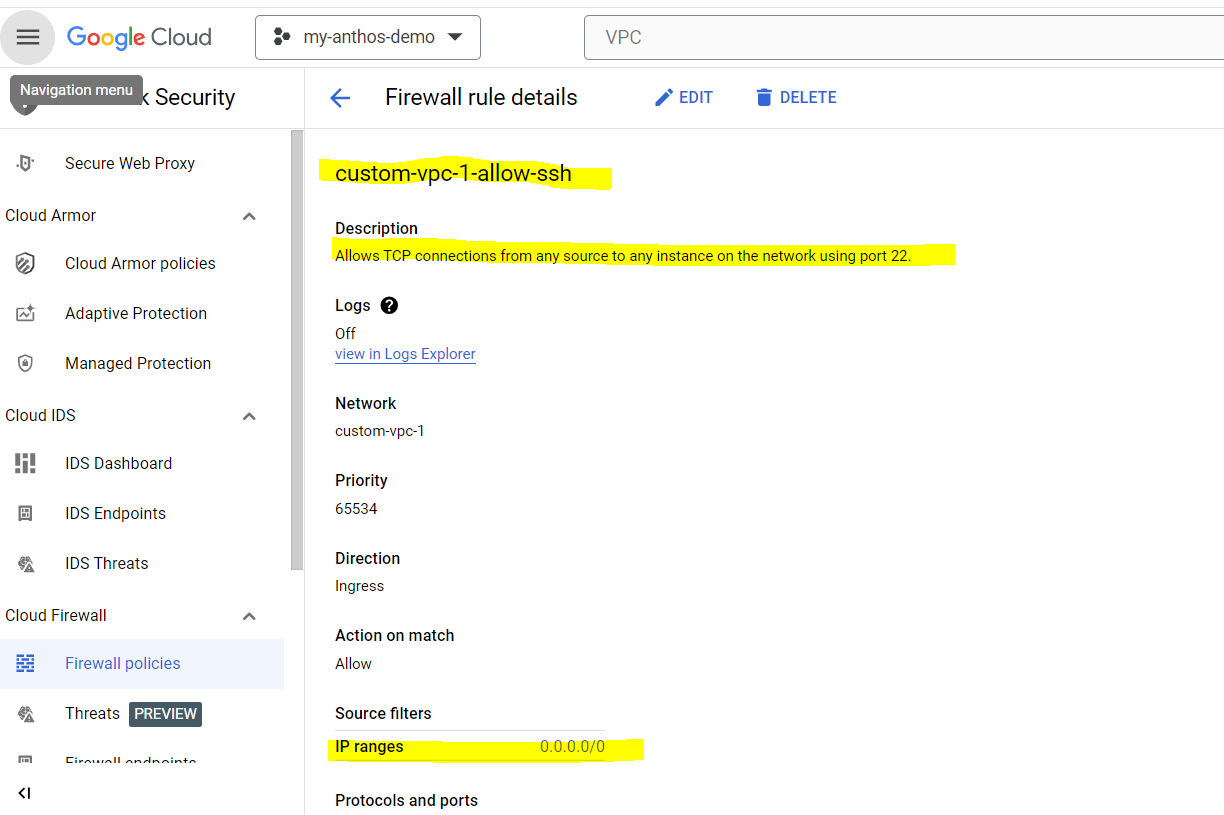 Google Cloud
my-anthos-demo
VPC
Navigation menu
k Security
Firewall rule details
EDIT
DELETE
Secure Web Proxy
Cloud Armor
Cloud Armor policies
Adaptive Protection
Managed Protection
Cloud IDS
IDS Dashboard
IDS Endpoints
IDS Threats
Cloud Firewall
Firewall policies
Threats PREVIEW
Firewall endpoints
custom-vpc-1-allow-ssh
Description
Allows TCP connections from any source to any instance on the network using port 22.
Logs ?
Off
view in Logs Explorer
Network
custom-vpc-1
Priority
65534
Direction
Ingress
Action on match
Allow
Source filters
IP ranges 0.0.0.0/0
Protocols and ports